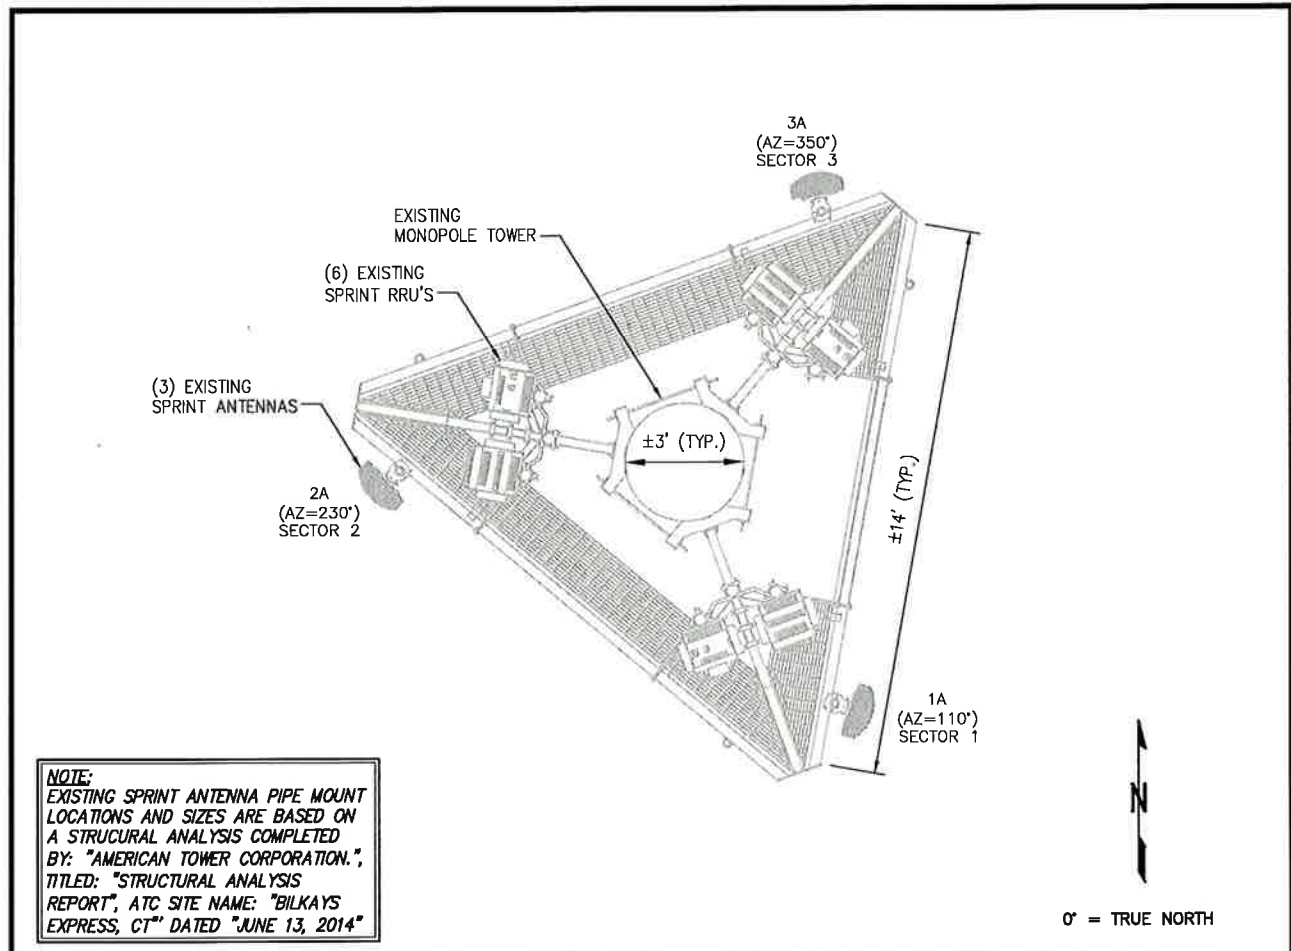 3A
(AZ=350°)
SECTOR 3
EXISTING
MONOPOLE TOWER
(6) EXISTING
SPRINT RRU'S
(3) EXISTING
SPRINT ANTENNAS
±3' (TYP.)
±14' (TYP.)
2A
(AZ=230°)
SECTOR 2
1A
(AZ=110°)
SECTOR 1
NOTE:
EXISTING SPRINT ANTENNA PIPE MOUNT
LOCATIONS AND SIZES ARE BASED ON
A STRUCURAL ANALYSIS COMPLETED
BY: "AMERICAN TOWER CORPORATION.",
TITLED: "STRUCTURAL ANALYSIS
REPORT", ATC SITE NAME: "BILKAYS
EXPRESS, CT"' DATED "JUNE 13, 2014"
N
0° = TRUE NORTH